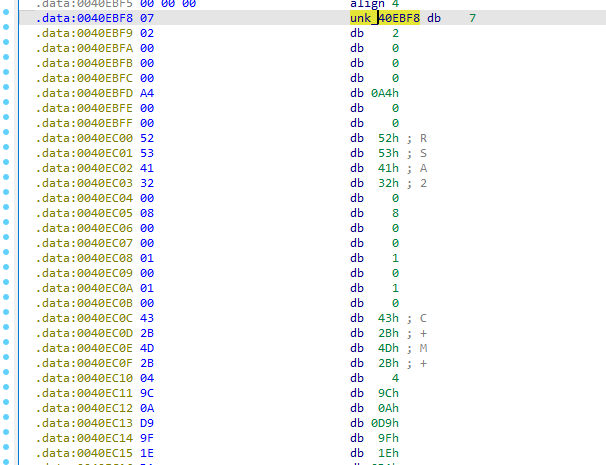 .data:0040EBF5 00 00 00 align 4
.data:0040EBF8 07 unk_40EBF8 db 7
.data:0040EBF9 02 db 2
.data:0040EBFA 00 db 0
.data:0040EBFB 00 db 0
.data:0040EBFC 00 db 0
.data:0040EBFD A4 db 0A4h
.data:0040EBFE 00 db 0
.data:0040EBFF 00 db 0
.data:0040EC00 52 db 52h ; R
.data:0040EC01 53 db 53h ; S
.data:0040EC02 41 db 41h ; A
.data:0040EC03 32 db 32h ; 2
.data:0040EC04 00 db 0
.data:0040EC05 08 db 8
.data:0040EC06 00 db 0
.data:0040EC07 00 db 0
.data:0040EC08 01 db 1
.data:0040EC09 00 db 0
.data:0040EC0A 01 db 1
.data:0040EC0B 00 db 0
.data:0040EC0C 43 db 43h ; C
.data:0040EC0D 2B db 2Bh ; +
.data:0040EC0E 4D db 4Dh ; M
.data:0040EC0F 2B db 2Bh ; +
.data:0040EC10 04 db 4
.data:0040EC11 9C db 9Ch
.data:0040EC12 0A db 0Ah
.data:0040EC13 D9 db 0D9h
.data:0040EC14 9F db 9Fh
.data:0040EC15 1E db 1Eh